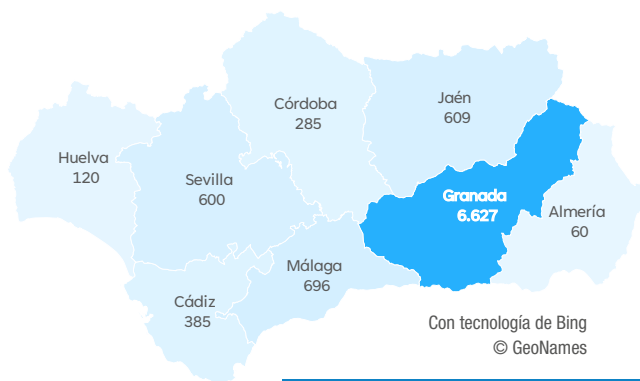 Córdoba
285
Jaén
609
Huelva
120
Sevilla
600
Granada
6.627
Almería
60
Málaga
696
Cádiz
385
Con tecnología de Bing
© GeoNames